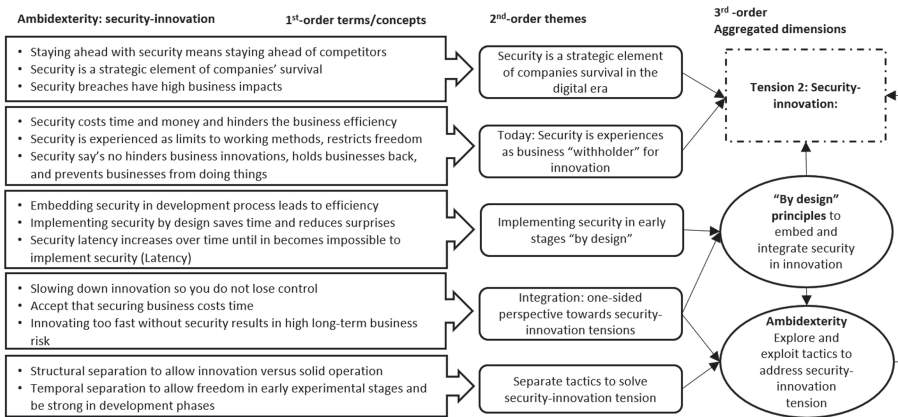 Ambidexterity: security-innovation
1st-order terms/concepts
2nd-order themes
3rd -order
Aggregated dimensions
• Staying ahead with security means staying ahead of competitors
• Security is a strategic element of companies' survival
• Security breaches have high business impacts
Security is a strategic element
of companies survival in the
digital era
Tension 2: Security-
innovation:
• Security costs time and money and hinders the business efficiency
• Security is experienced as limits to working methods, restricts freedom
• Security say's no hinders business innovations, holds businesses back,
and prevents businesses from doing things
Today: Security is experiences
as business "withholder" for
innovation
• Embedding security in development process leads to efficiency
• Implementing security by design saves time and reduces surprises
• Security latency increases over time until in becomes impossible to
implement security (Latency)
Implementing security in early
stages "by design"
"By design"
principles to
embed and
integrate security
in innovation
• Slowing down innovation so you do not lose control
• Accept that securing business costs time
• Innovating too fast without security results in high long-term business
risk
Integration: one-sided
perspective towards security-
innovation tensions
Ambidexterity
Explore and
exploit tactics to
address security-
innovation
tension
• Structural separation to allow innovation versus solid operation
• Temporal separation to allow freedom in early experimental stages and
be strong in development phases
Separate tactics to solve
security-innovation tension